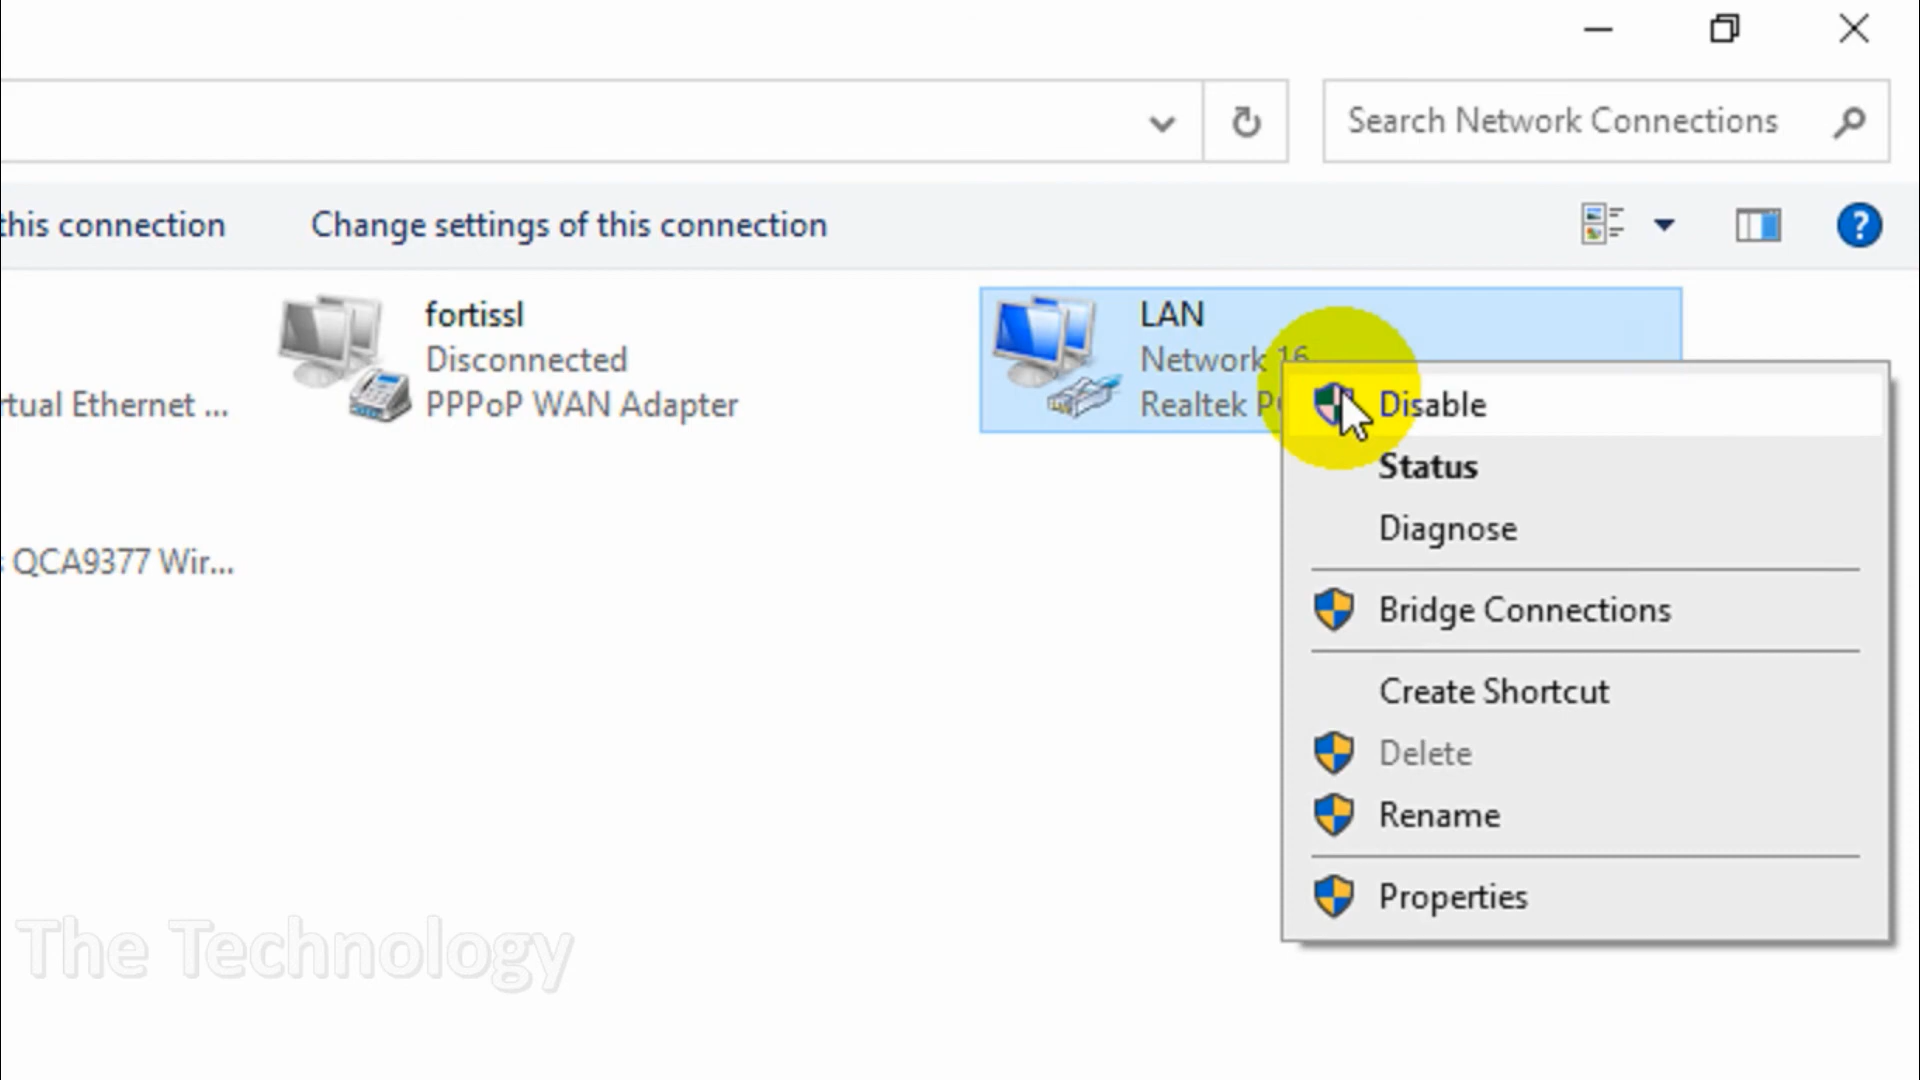 Search Network Connections
this connection
Change settings of this connection
fortissl
Disconnected
PPPoP WAN Adapter
LAN
Network 16
Realtek
Ethernet ...
QCA9377 Wir...
Disable
Status
Diagnose
Bridge Connections
Create Shortcut
Delete
Rename
Properties
The Technology